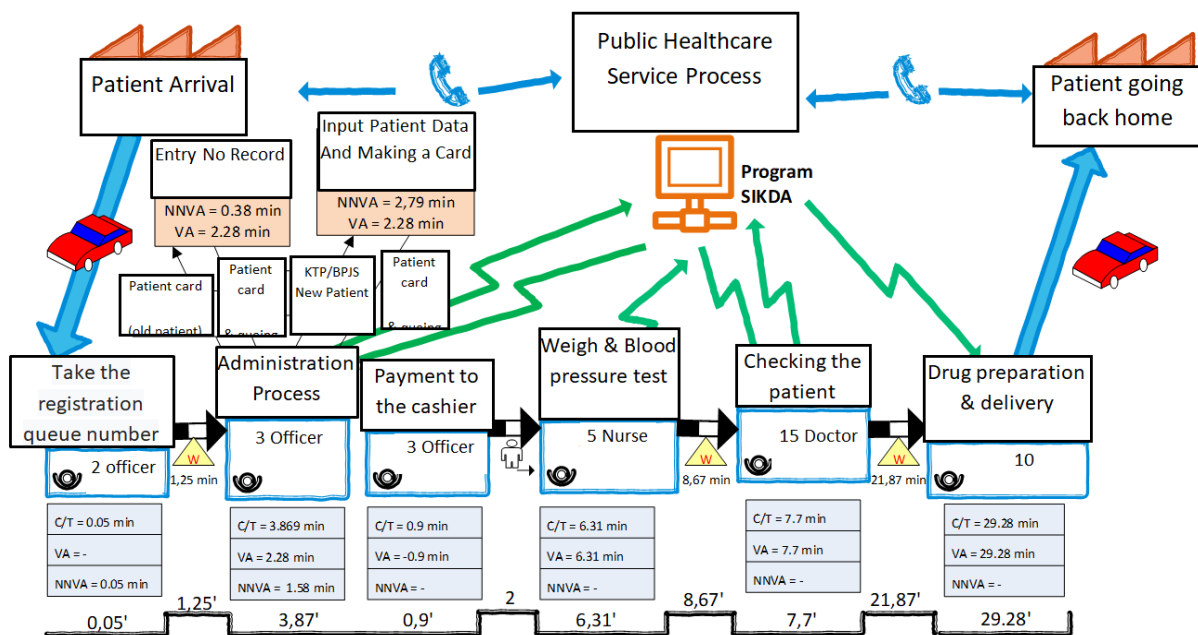 Patient Arrival
Public Healthcare
Service Process
Patient going
back home
Entry No Record
NNVA = 0.38 min
VA = 2.28 min
Input Patient Data
And Making a Card
NNVA = 2,79 min
VA = 2.28 min
Program
SIKDA
Patient card
(old patient)
Patient
card
& queing
KTP/BPJS
New Patient
Patient
card
& queing
Take the
registration
queue number
2 officer
W
1,25 min
Administration
Process
3 Officer
Payment to
the cashier
3 Officer
Weigh & Blood
pressure test
5 Nurse
W
8,67 min
Checking the
patient
15 Doctor
W
21,87 min
Drug preparation
& delivery
10
C/T = 0.05 min
VA = -
NNVA = 0.05 min
C/T = 3.869 min
VA = 2.28 min
NNVA = 1.58 min
C/T = 0.9 min
VA = -0.9 min
NNVA = -
C/T = 6.31 min
VA = 6.31 min
NNVA = -
C/T = 7.7 min
VA = 7.7 min
NNVA = -
C/T = 29.28 min
VA = 29.28 min
NNVA = -
0,05'
1,25'
3,87'
0,9'
2
6,31'
8,67'
7,7'
21,87'
29.28'